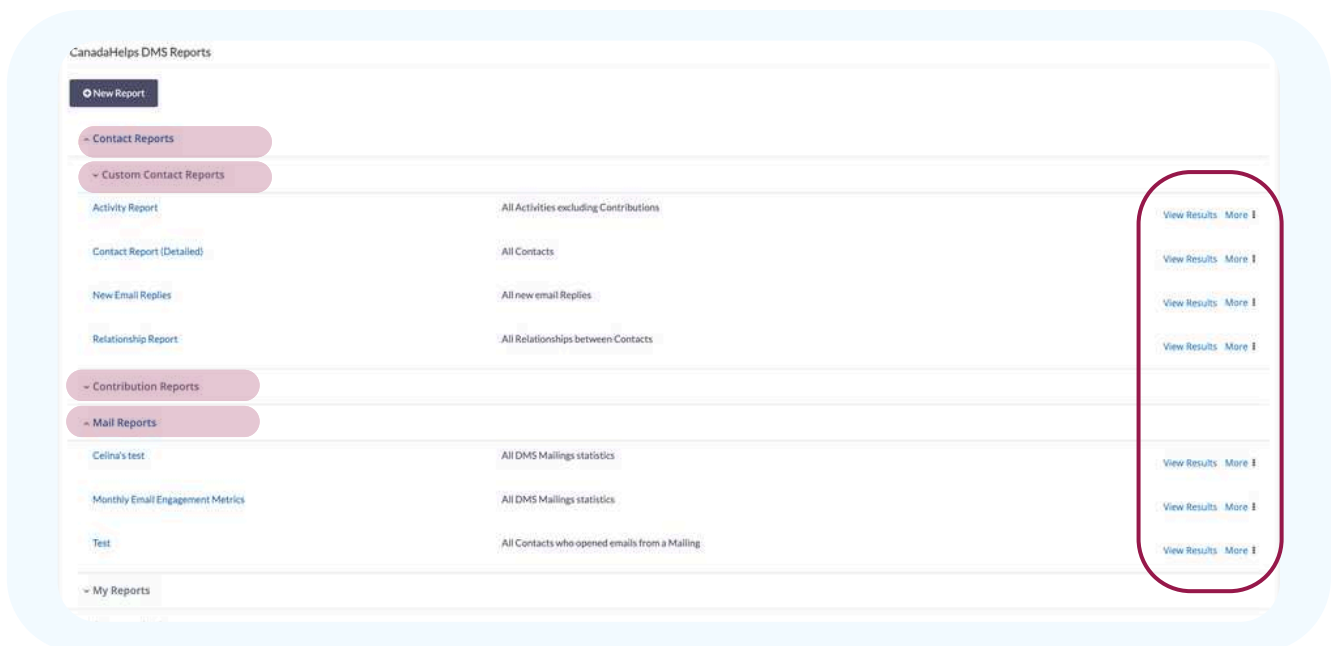 CanadaHelps DMS Reports
New Report
Contact Reports
Custom Contact Reports
Activity Report All Activities excluding Contributions View Results More
Contact Report (Detailed) All Contacts View Results More
New Email Replies All new email Replies View Results More
Relationship Report All Relationships between Contacts View Results More
Contribution Reports
Mail Reports
Celina's test All DMS Mailings statistics View Results More
Monthly Email Engagement Metrics All DMS Mailings statistics View Results More
Test All Contacts who opened emails from a Mailing View Results More
My Reports